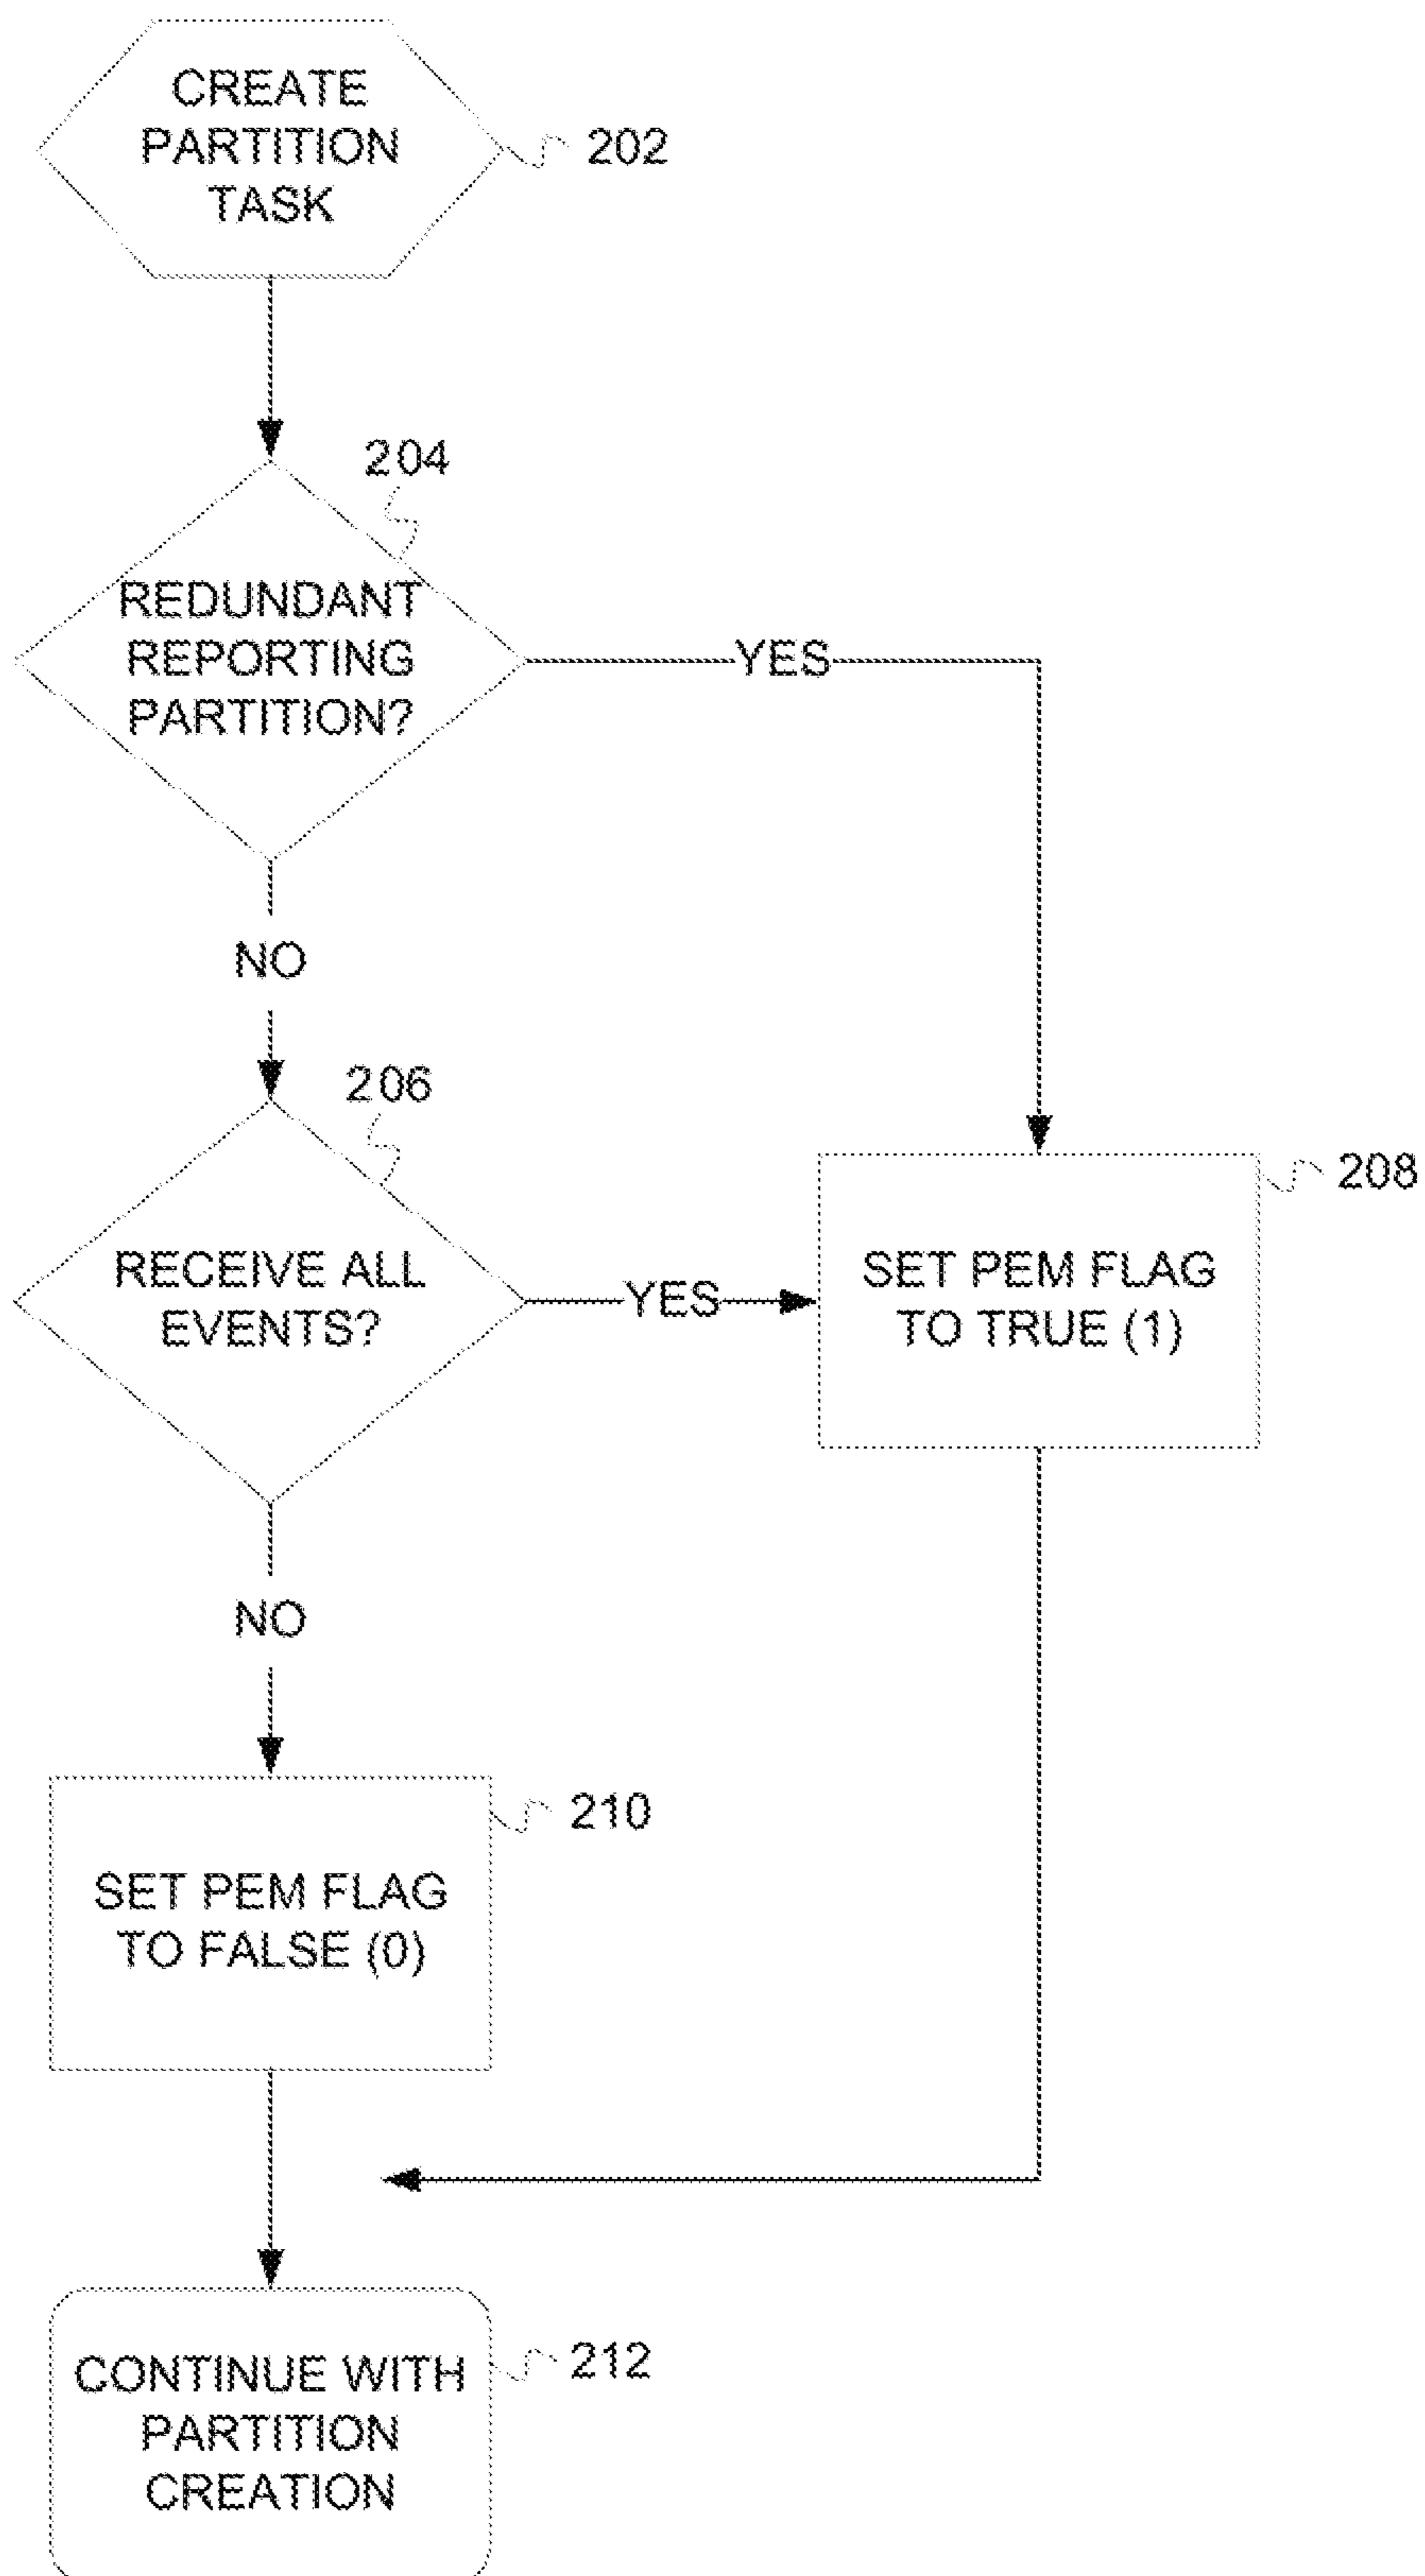 CREATE
PARTITION
TASK
202
204
REDUNDANT
REPORTING
PARTITION?
YES
NO
206
RECEIVE ALL
EVENTS?
YES
208
SET PEM FLAG
TO TRUE (1)
NO
210
SET PEM FLAG
TO FALSE (0)
212
CONTINUE WITH
PARTITION
CREATION